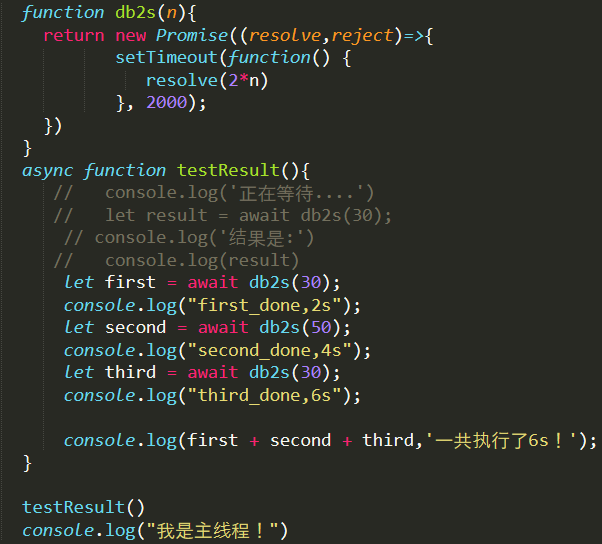 function db2s(n){
return new Promise((resolve,reject)=>{
setTimeout(function() {
resolve(2*n)
}, 2000);
})
}
async function testResult(){
//   console.log('正在等待....')
//   let result = await db2s(30);
// console.log('结果是:')
//   console.log(result)
let first = await db2s(30);
console.log("first_done,2s");
let second = await db2s(50);
console.log("second_done,4s");
let third = await db2s(30);
console.log("third_done,6s");
console.log(first + second + third,'一共执行了6s！');
}
testResult()
console.log("我是主线程！")